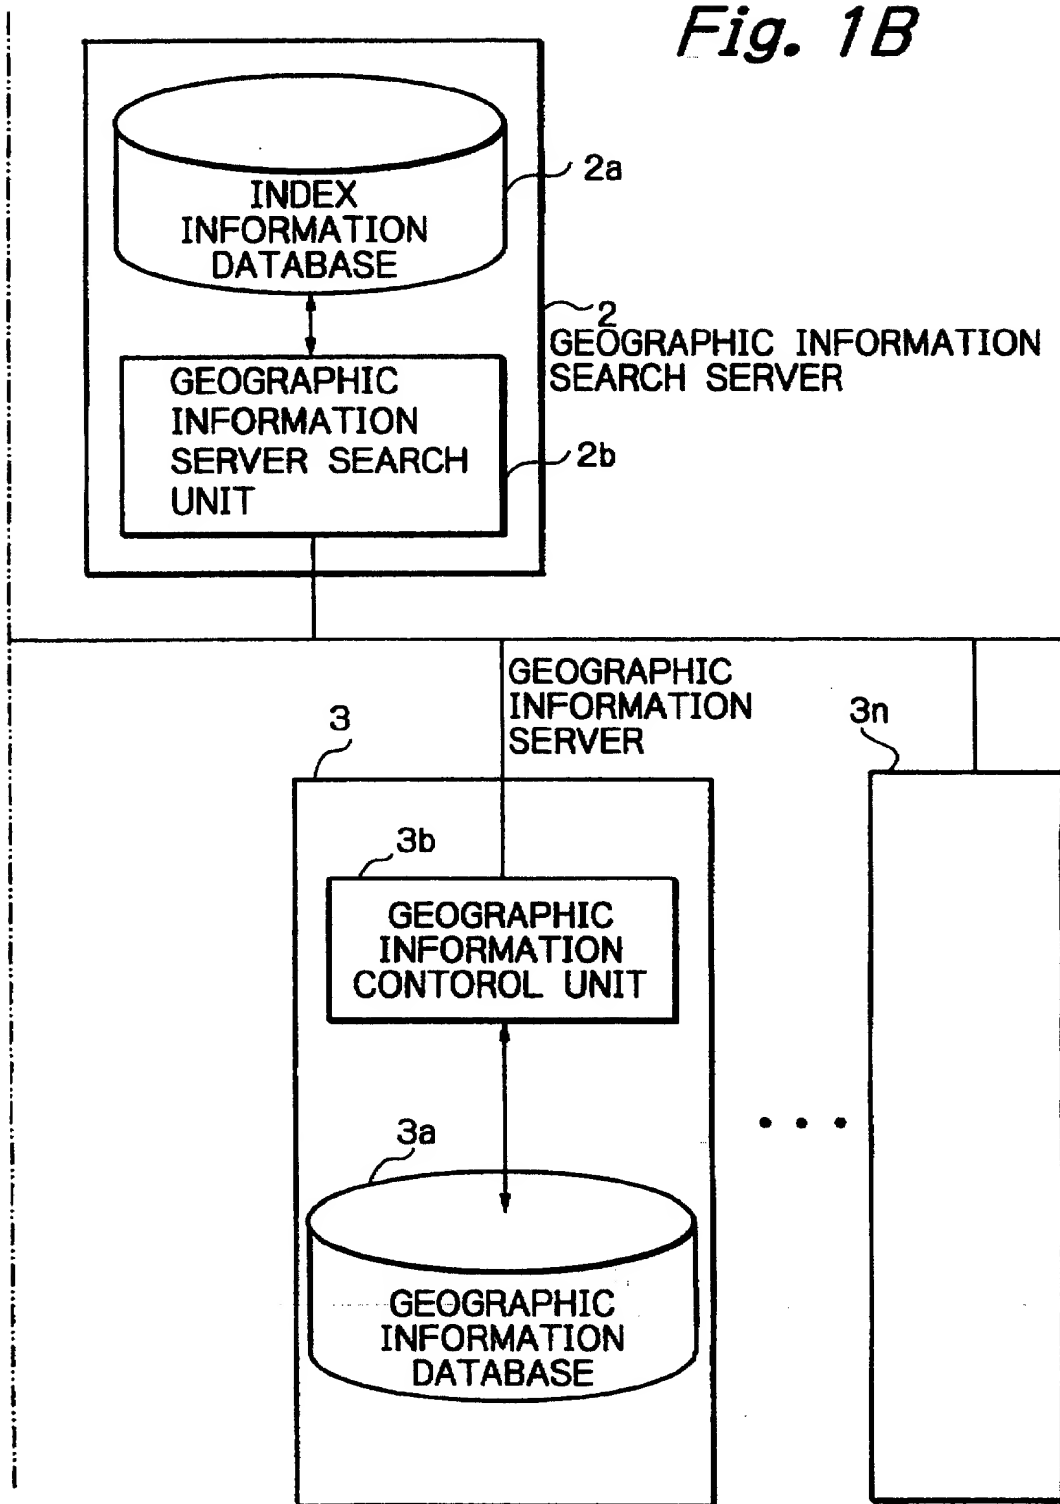 Fig. 1B
2a
INDEX
INFORMATION
DATABASE
2
GEOGRAPHIC INFORMATION
SEARCH SERVER
GEOGRAPHIC
INFORMATION
SERVER SEARCH
UNIT
2b
GEOGRAPHIC
INFORMATION
SERVER
3
3n
3b
GEOGRAPHIC
INFORMATION
CONTOROL UNIT
3a
GEOGRAPHIC
INFORMATION
DATABASE